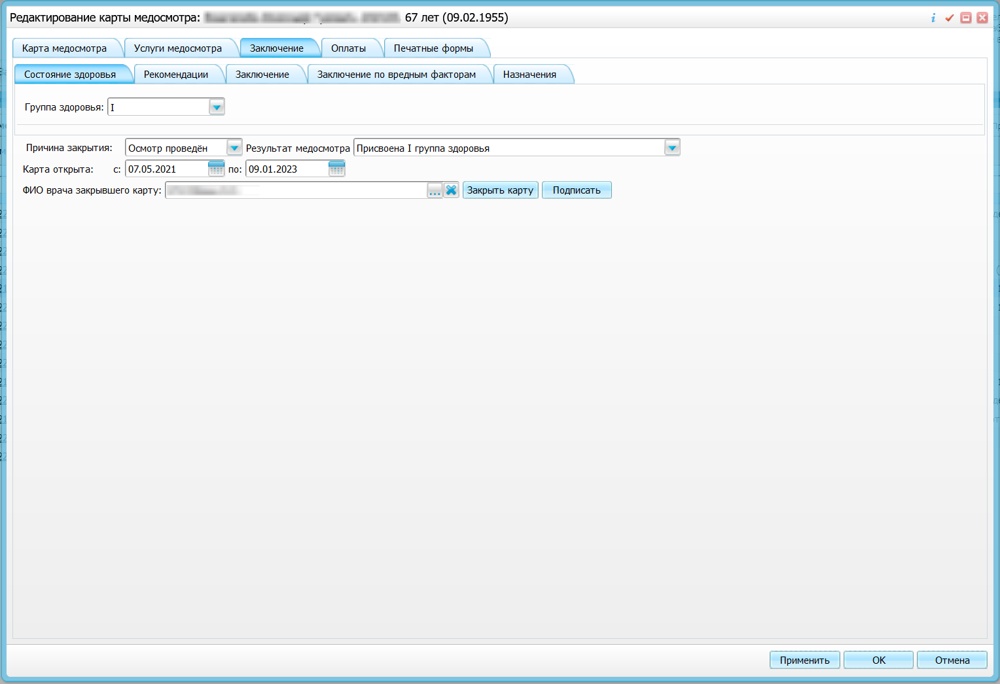 Редактирование карты медосмотра: 67 лет (09.02.1955)
Карта медосмотра Услуги медосмотра Заключение Оплаты Печатные формы
Состояние здоровья Рекомендации Заключение Заключение по вредным факторам Назначения
Группа здоровья: I
Причина закрытия: Осмотр проведён Результат медосмотра Присвоена I группа здоровья
Карта открыта: с: 07.05.2021 по: 09.01.2023
ФИО врача закрывшего карту: ... Закрыть карту Подписать
Применить OK Отмена